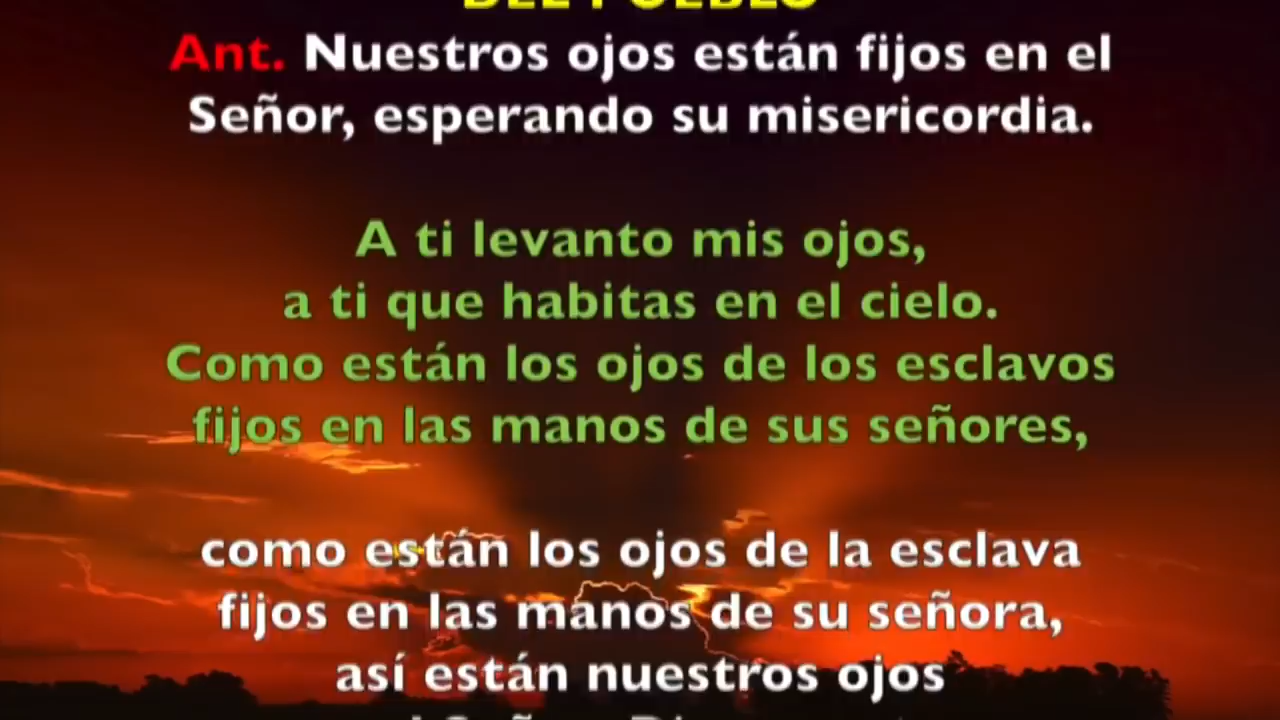 DEL PUEBLO
Ant. Nuestros ojos están fijos en el
Señor, esperando su misericordia.
A ti levanto mis ojos,
a ti que habitas en el cielo.
Como están los ojos de los esclavos
fijos en las manos de sus señores,
como están los ojos de la esclava
fijos en las manos de su señora,
así están nuestros ojos